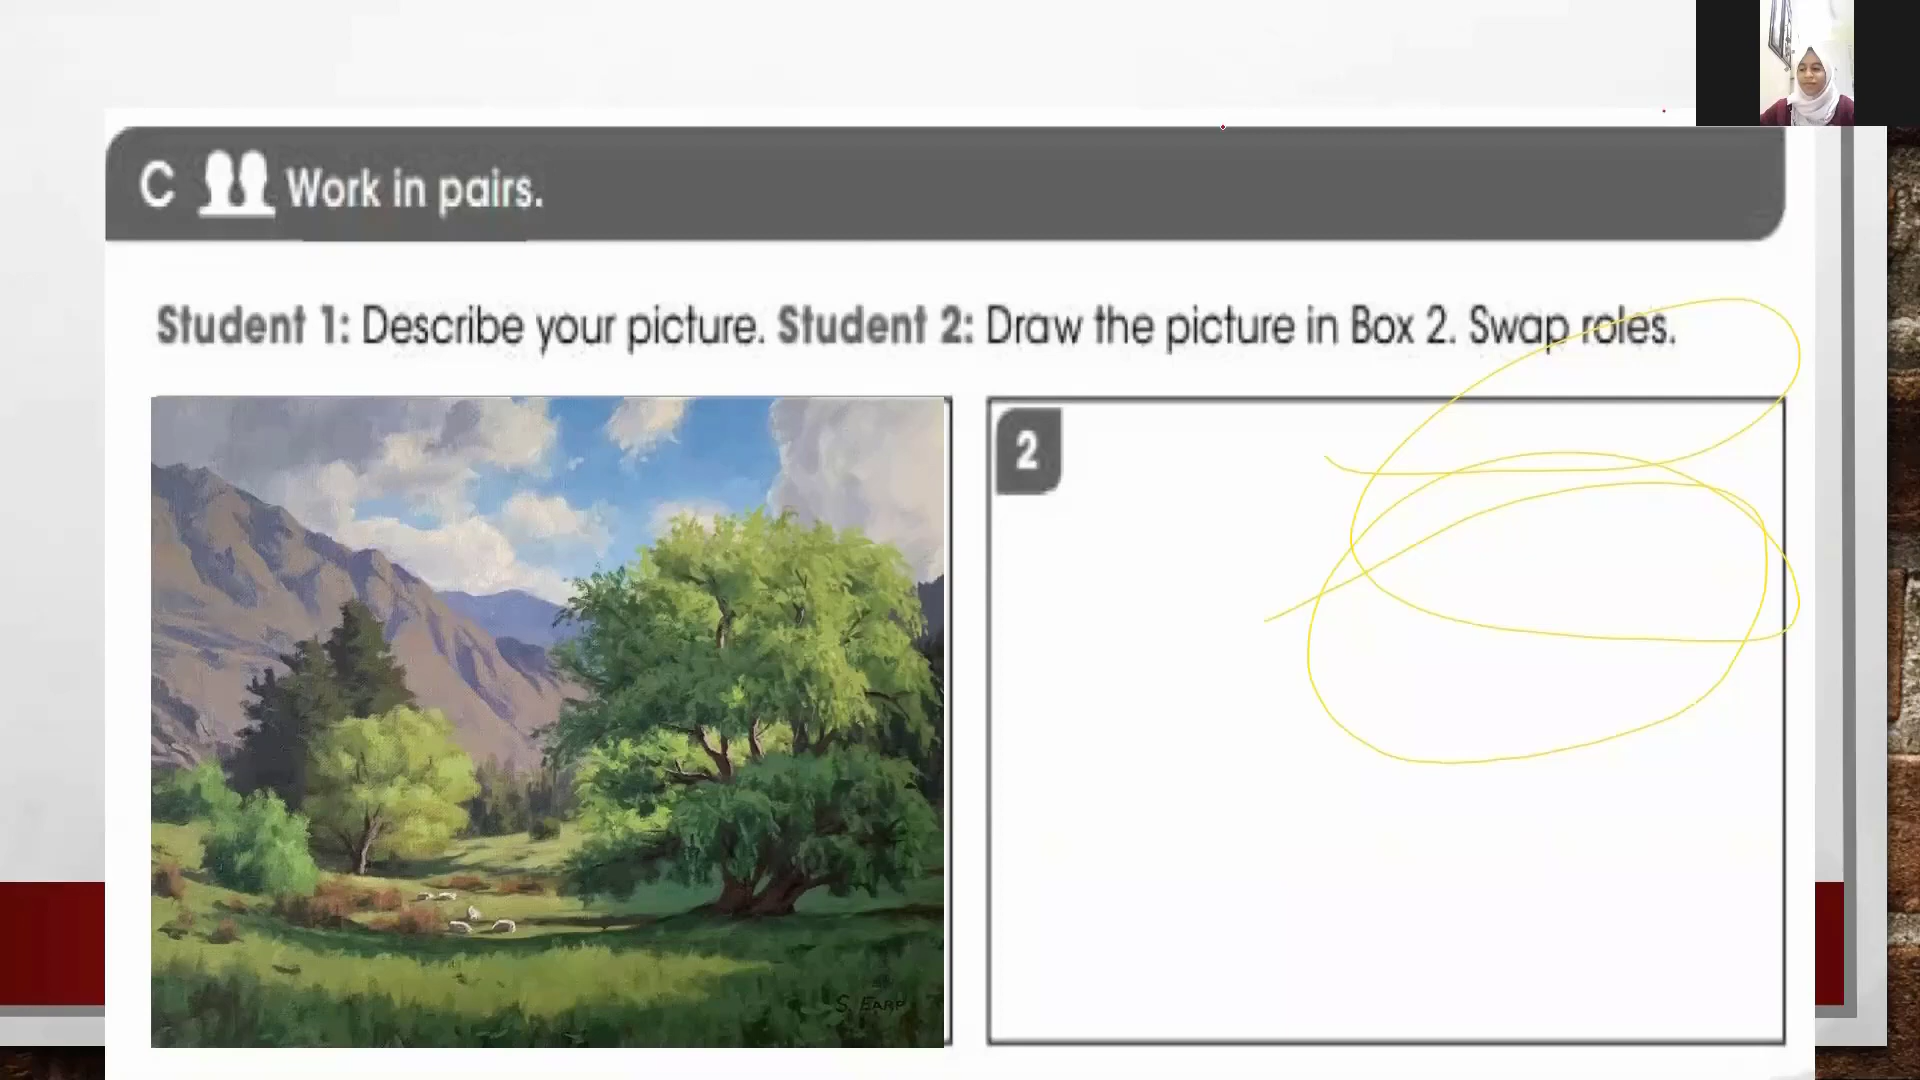 C Work in pairs.
Student 1: Describe your picture. Student 2: Draw the picture in Box 2. Swap roles.
2
S. EARP